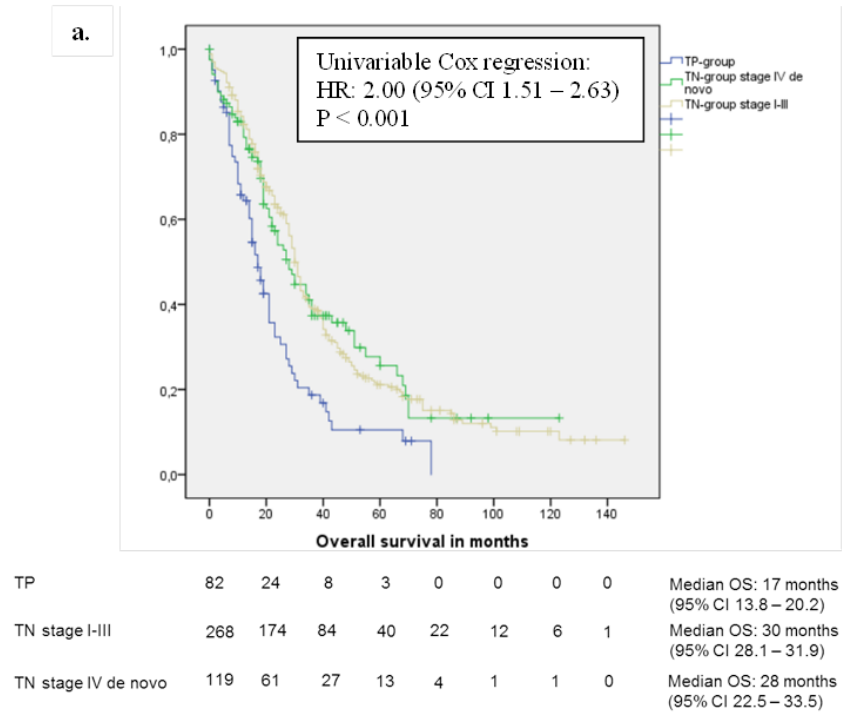 a.
Univariable Cox regression:
HR: 2.00 (95% CI 1.51 – 2.63)
P < 0.001
TP-group
TN-group stage IV de
novo
TN-group stage I-III
1,0
0,8
0,6
0,4
0,2
0,0
0 20 40 60 80 100 120 140
Overall survival in months
TP 82 24 8 3 0 0 0 0 Median OS: 17 months
(95% CI 13.8 – 20.2)
TN stage I-III 268 174 84 40 22 12 6 1 Median OS: 30 months
(95% CI 28.1 – 31.9)
TN stage IV de novo 119 61 27 13 4 1 1 0 Median OS: 28 months
(95% CI 22.5 – 33.5)